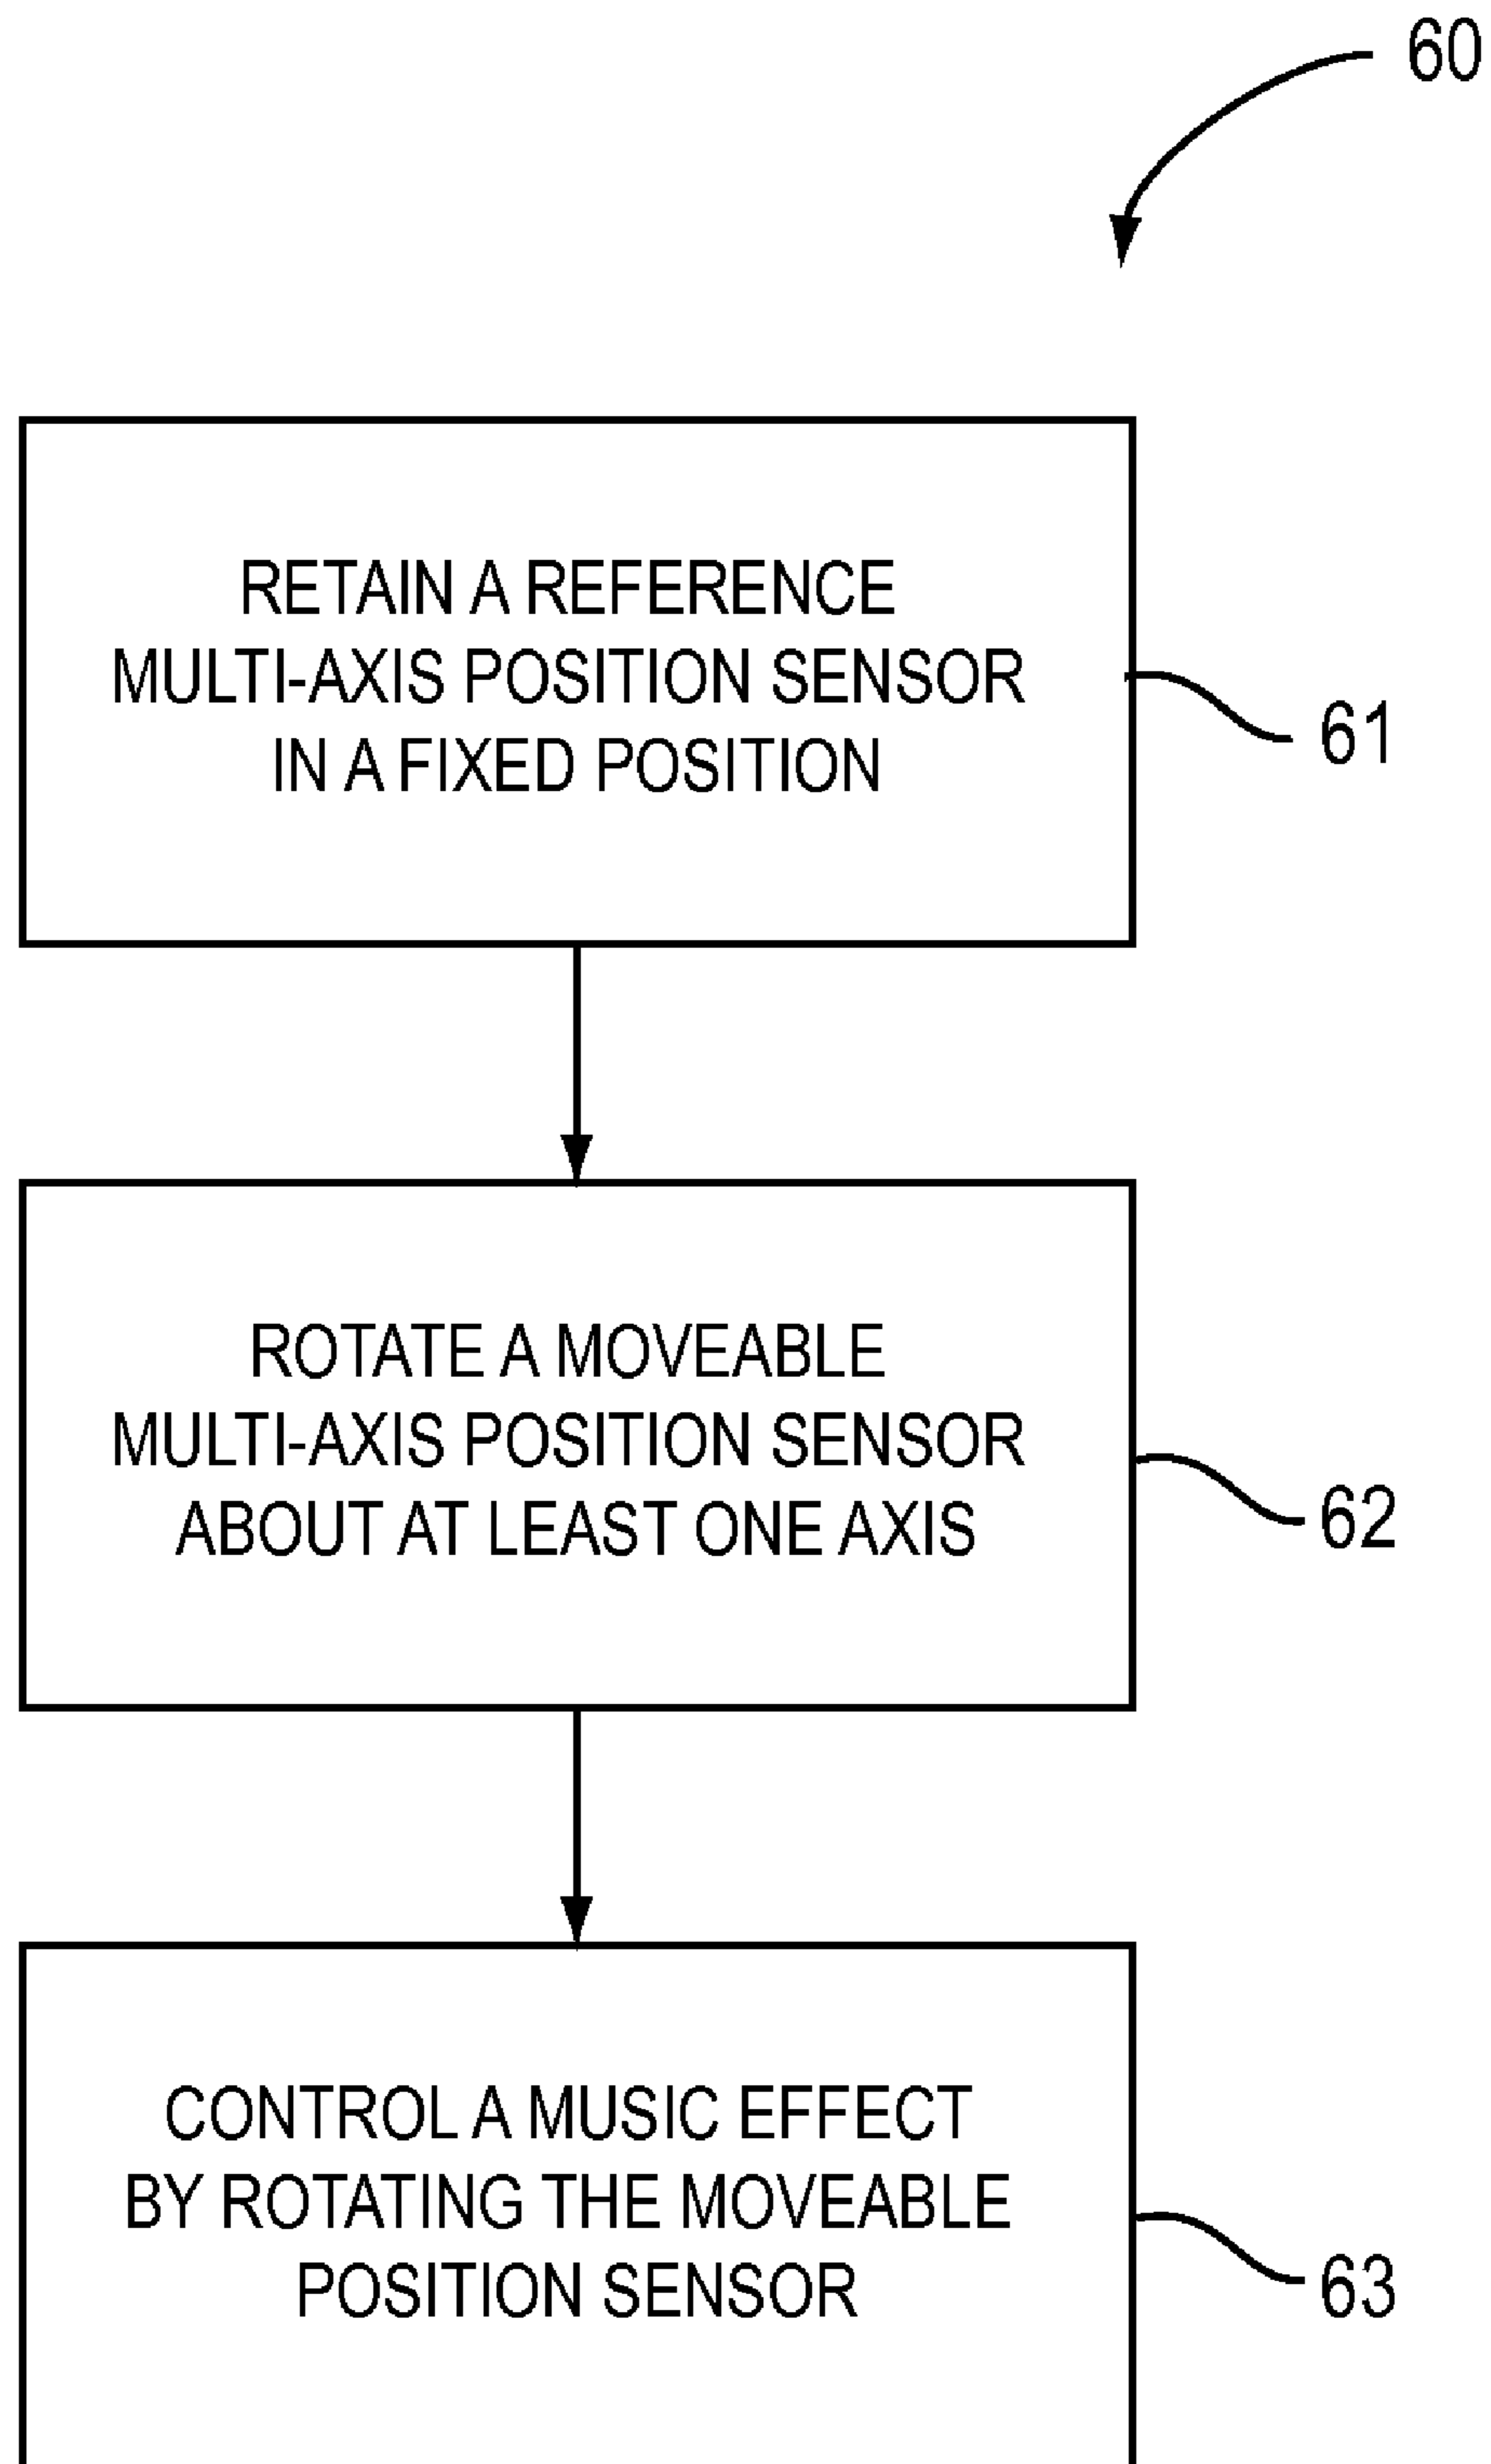 60
RETAIN A REFERENCE
MULTI-AXIS POSITION SENSOR
IN A FIXED POSITION
61
ROTATE A MOVEABLE
MULTI-AXIS POSITION SENSOR
ABOUT AT LEAST ONE AXIS
62
CONTROL A MUSIC EFFECT
BY ROTATING THE MOVEABLE
POSITION SENSOR
63